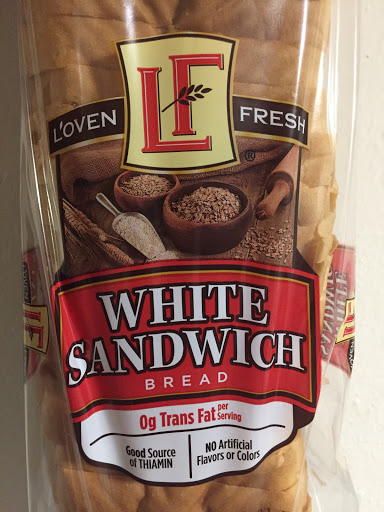 L'OVEN LF FRESH
®
WHITE
SANDWICH
BREAD
0g Trans Fat per Serving
Good Source of THIAMIN
NO Artificial Flavors or Colors